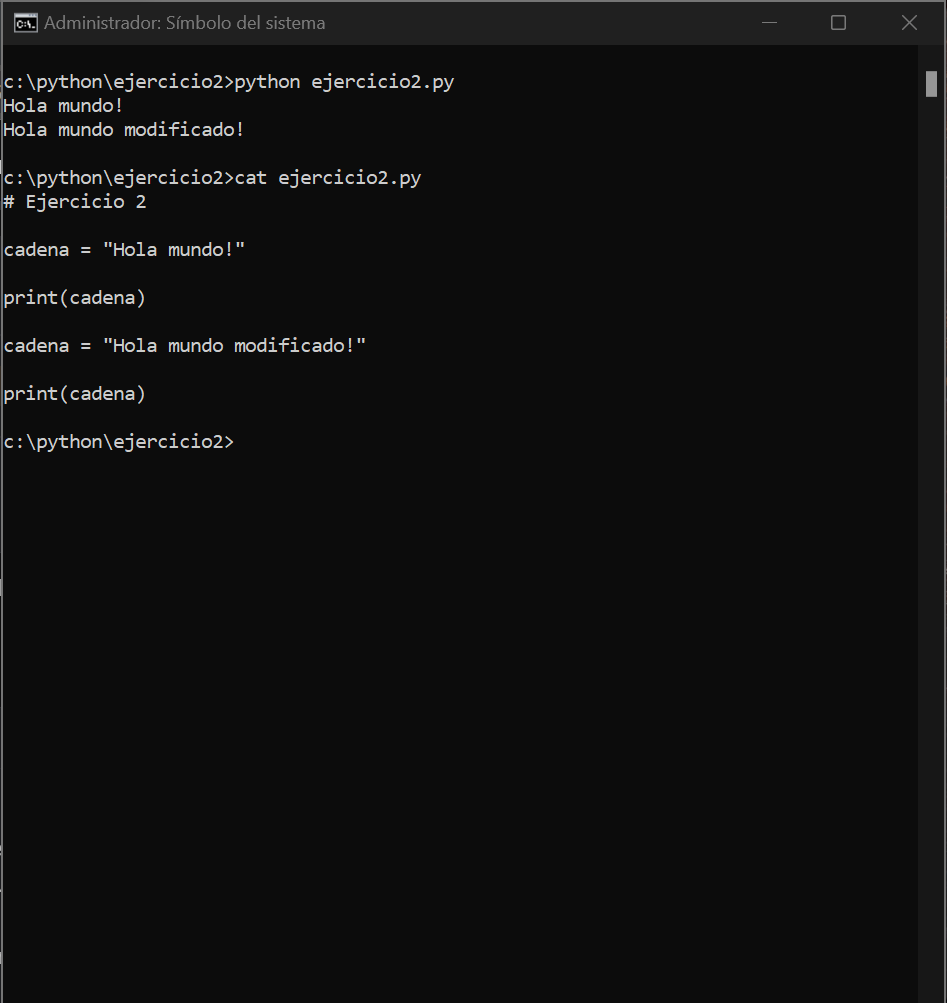 Administrador: Símbolo del sistema
c:\python\ejercicio2>python ejercicio2.py
Hola mundo!
Hola mundo modificado!
c:\python\ejercicio2>cat ejercicio2.py
# Ejercicio 2
cadena = "Hola mundo!"
print(cadena)
cadena = "Hola mundo modificado!"
print(cadena)
c:\python\ejercicio2>